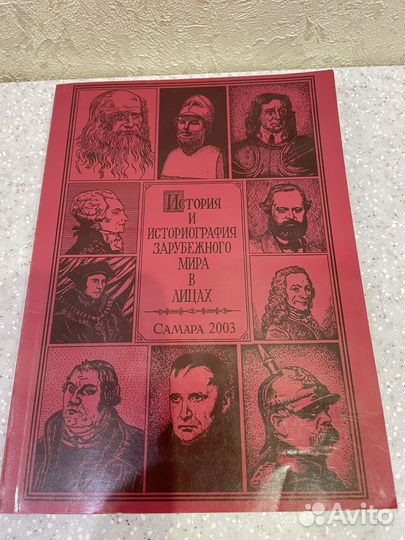 История
и
историография
зарубежного
мира
в
лицах
Самара 2003
Avito